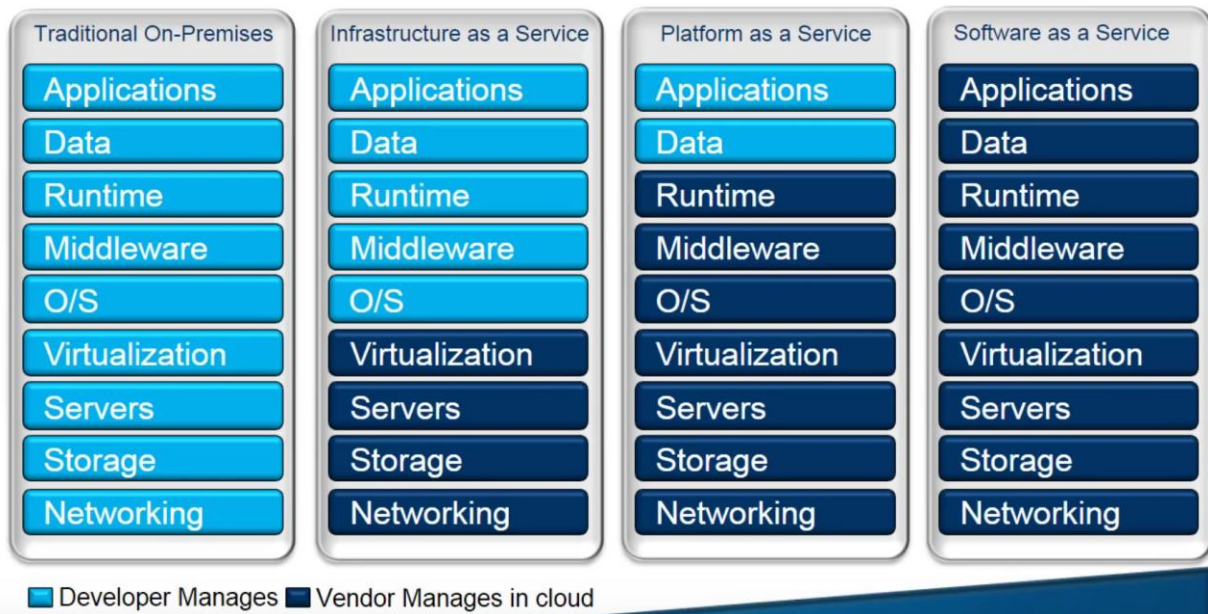 Traditional On-Premises
Applications
Data
Runtime
Middleware
O/S
Virtualization
Servers
Storage
Networking
Infrastructure as a Service
Applications
Data
Runtime
Middleware
O/S
Virtualization
Servers
Storage
Networking
Platform as a Service
Applications
Data
Runtime
Middleware
O/S
Virtualization
Servers
Storage
Networking
Software as a Service
Applications
Data
Runtime
Middleware
O/S
Virtualization
Servers
Storage
Networking
Developer Manages
Vendor Manages in cloud